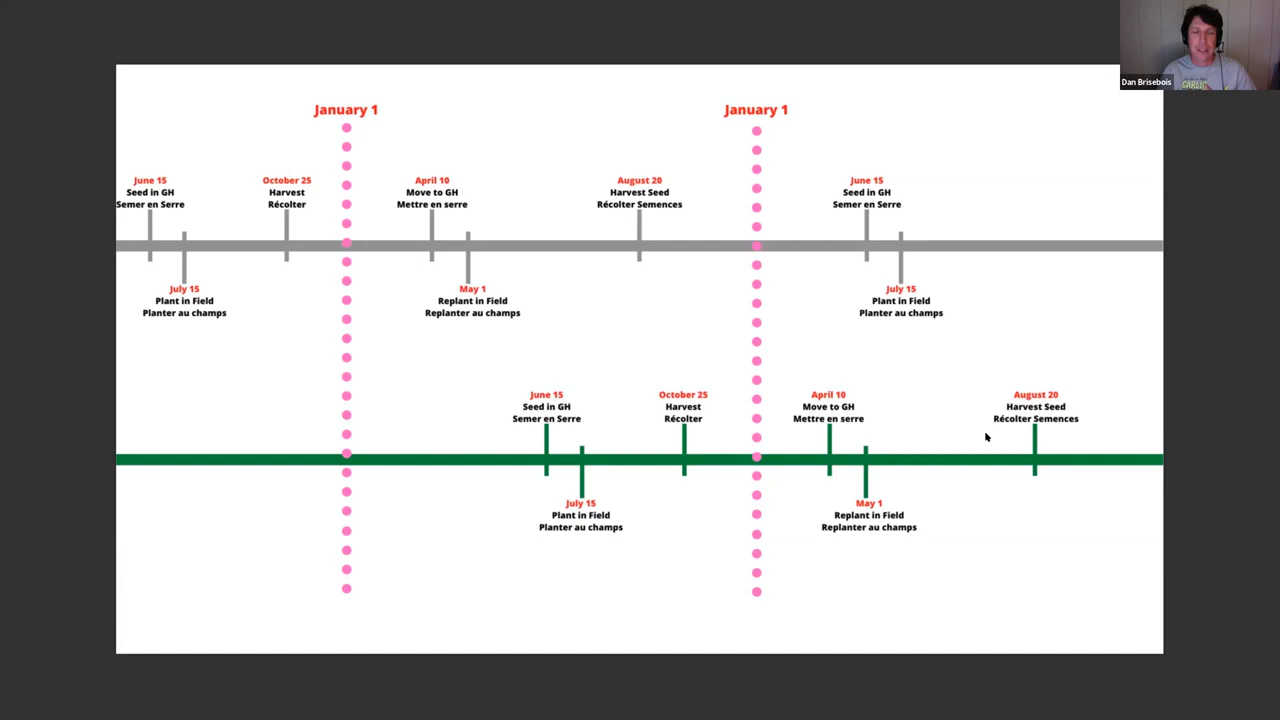 Dan Brisebois
GARLIC
January 1
January 1
June 15
Seed in GH
Semer en Serre
October 25
Harvest
Récolter
April 10
Move to GH
Mettre en serre
August 20
Harvest Seed
Récolter Semences
June 15
Seed in GH
Semer en Serre
July 15
Plant in Field
Planter au champs
May 1
Replant in Field
Replanter au champs
July 15
Plant in Field
Planter au champs
June 15
Seed in GH
Semer en Serre
October 25
Harvest
Récolter
April 10
Move to GH
Mettre en serre
August 20
Harvest Seed
Récolter Semences
July 15
Plant in Field
Planter au champs
May 1
Replant in Field
Replanter au champs